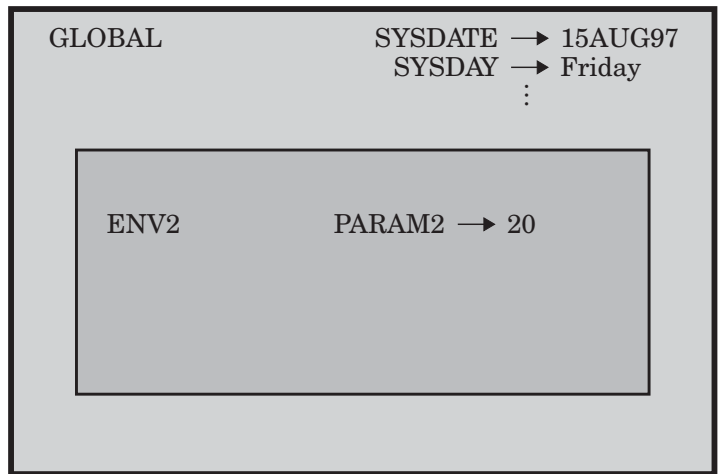 GLOBAL SYSDATE → 15AUG97
SYSDAY → Friday
⋮
ENV2 PARAM2 → 20